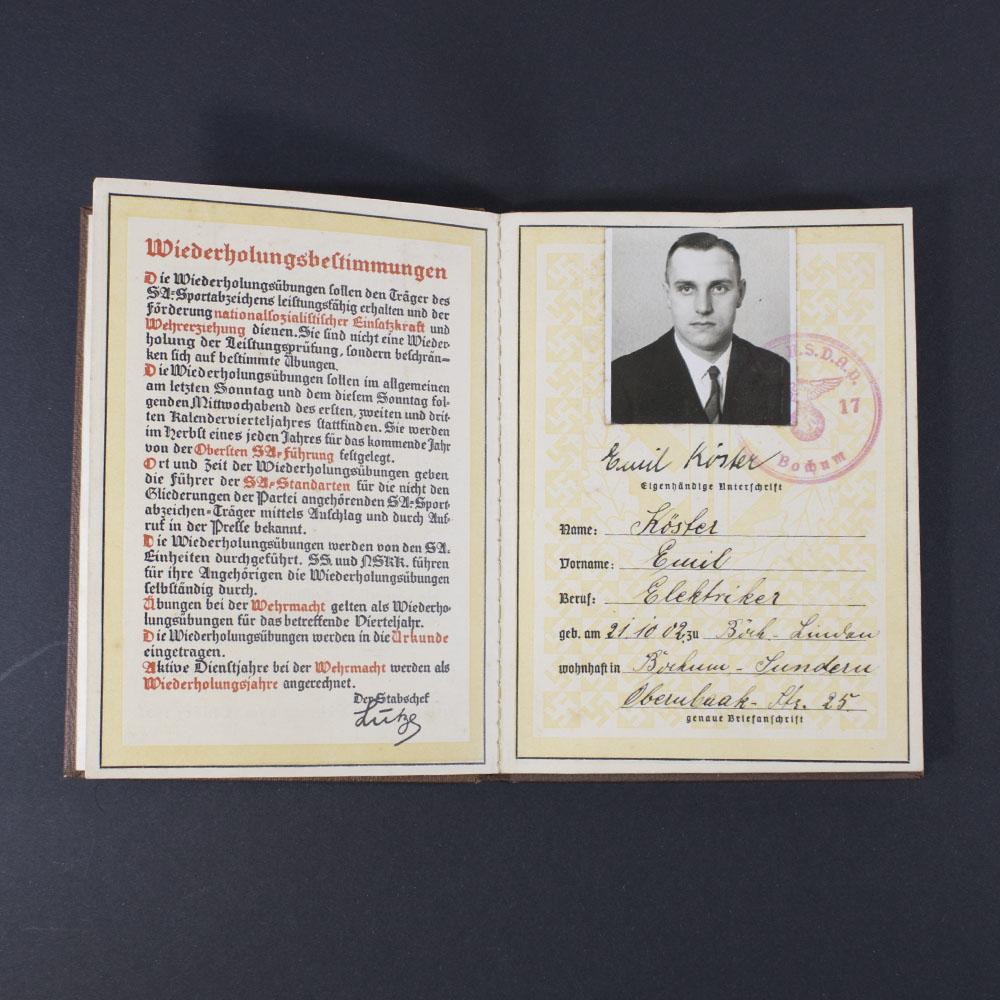 Wiederholungsbestimmungen
Die Wiederholungsübungen sollen den Träger des
SA-Sportabzeichens leistungsfähig erhalten und der
Förderung nationalsozialistischer Einsatzkraft und
Wehrerziehung dienen. Sie sind nicht eine Wieder-
holung der Leistungsprüfung, sondern beschrän-
ken sich auf bestimmte Übungen.
Die Wiederholungsübungen sollen im allgemeinen
am letzten Sonntag und dem diesem Sonntag fol-
genden Mittwochabend des ersten, zweiten und drit-
ten Kalendervierteljahres stattfinden. Sie werden
im Herbst eines jeden Jahres für das kommende Jahr
von der Obersten SA-Führung festgelegt.
Ort und Zeit der Wiederholungsübungen geben
die Führer der SA-Standarten für die nicht den
Gliederungen der Partei angehörenden SA-Sport-
abzeichen-Träger mittels Anschlag und durch Auf-
ruf in der Presse bekannt.
Die Wiederholungsübungen werden von den SA.
Einheiten durchgeführt. SS. und NSKK. führen
für ihre Angehörigen die Wiederholungsübungen
selbständig durch.
Übungen bei der Wehrmacht gelten als Wiederho-
lungsübungen für das betreffende Vierteljahr.
Die Wiederholungsübungen werden in die Urkunde
eingetragen.
Aktive Dienstjahre bei der Wehrmacht werden als
Wiederholungsjahre angerechnet.
Der Stabschef
Lutze
S.D.A.P.
17
Bochum
Emil Köster
Eigenhändige Unterschrift
Name: Köster
Vorname: Emil
Beruf: Elektriker
geb. am 21.10.02 zu Boch-Linden
wohnhaft in Bochum-Sundern
Str. 25
genaue Briefanschrift